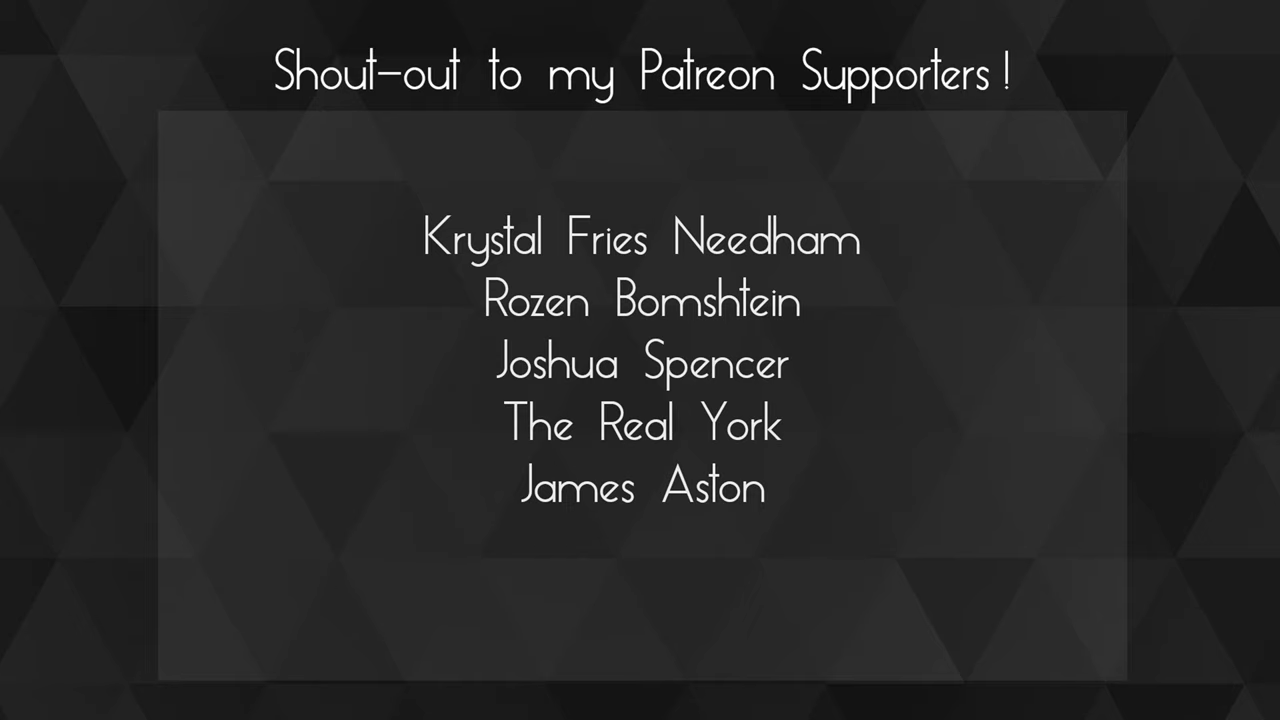 Shout-out to my Patreon Supporters!
Krystal Fries Needham
Rozen Bomshtein
Joshua Spencer
The Real York
James Aston